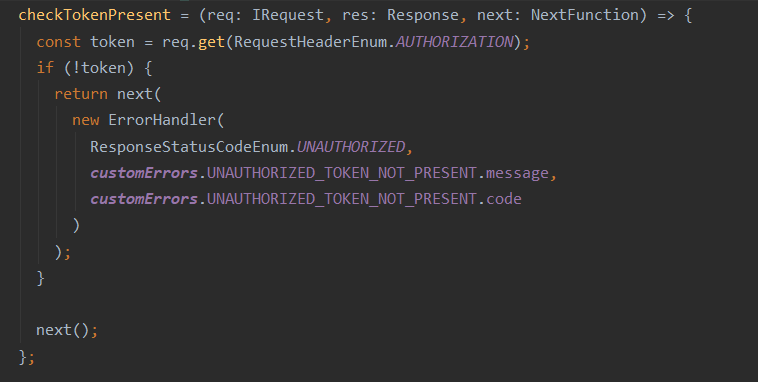 checkTokenPresent = (req: IRequest, res: Response, next: NextFunction) => {
const token = req.get(RequestHeaderEnum.AUTHORIZATION);
if (!token) {
return next(
new ErrorHandler(
ResponseStatusCodeEnum.UNAUTHORIZED,
customErrors.UNAUTHORIZED_TOKEN_NOT_PRESENT.message,
customErrors.UNAUTHORIZED_TOKEN_NOT_PRESENT.code
)
);
}
next();
};